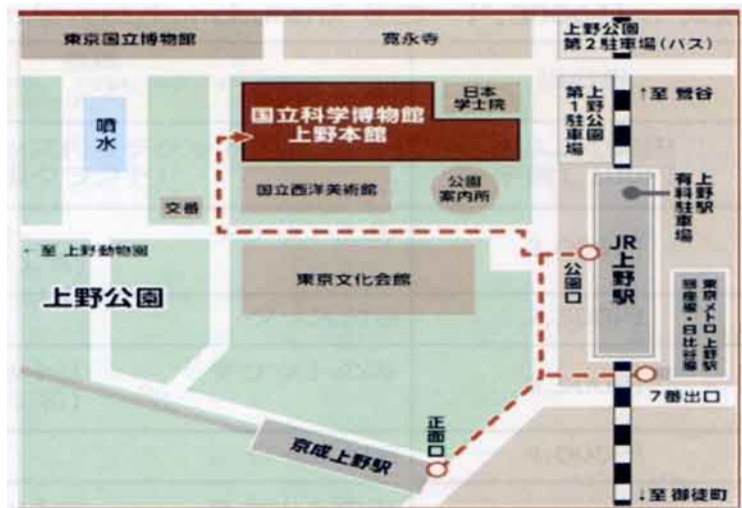 東京国立博物館
寛永寺
上野公園
第2駐車場(バス)
噴水
国立科学博物館
上野本館
日本
学士院
上野公園
第1駐車場
↑至 鶯谷
国立西洋美術館
公園
案内所
交番
上野駅
有料駐車場
← 至 上野動物園
上野公園
東京文化会館
公園口
JR上野駅
東京メトロ 上野駅
銀座線・日比谷線
7番出口
正面口
京成上野駅
↓至 御徒町